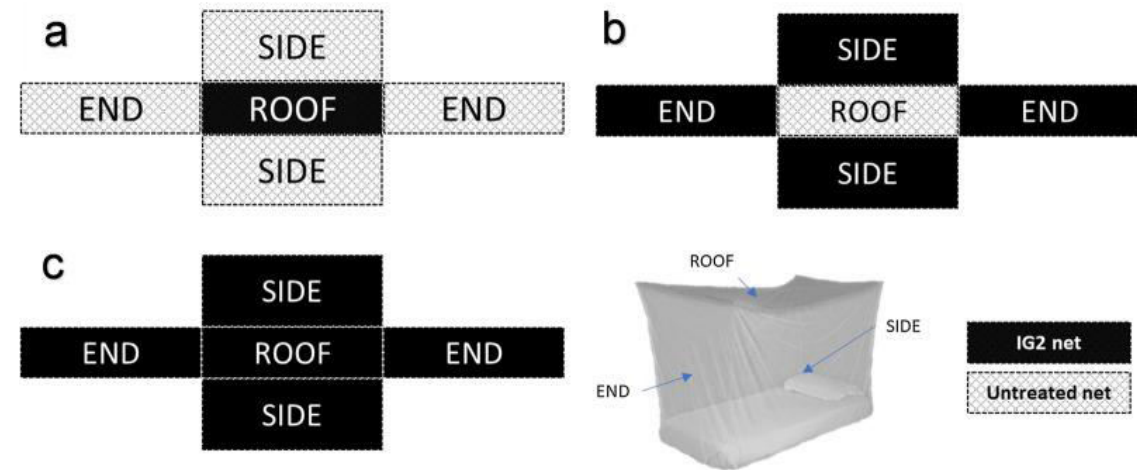 a
SIDE
END ROOF END
SIDE
b
SIDE
END ROOF END
SIDE
c
SIDE
END ROOF END
SIDE
ROOF
SIDE
END
IG2 net
Untreated net